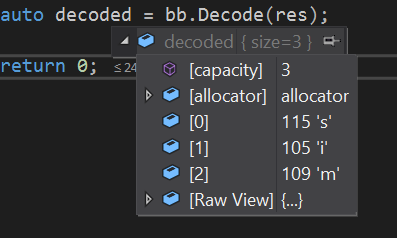 auto decoded = bb.Decode(res);
decoded { size=3 }
return 0; ≤24
[capacity] 3
[allocator] allocator
[0] 115 's'
[1] 105 'i'
[2] 109 'm'
[Raw View] {...}